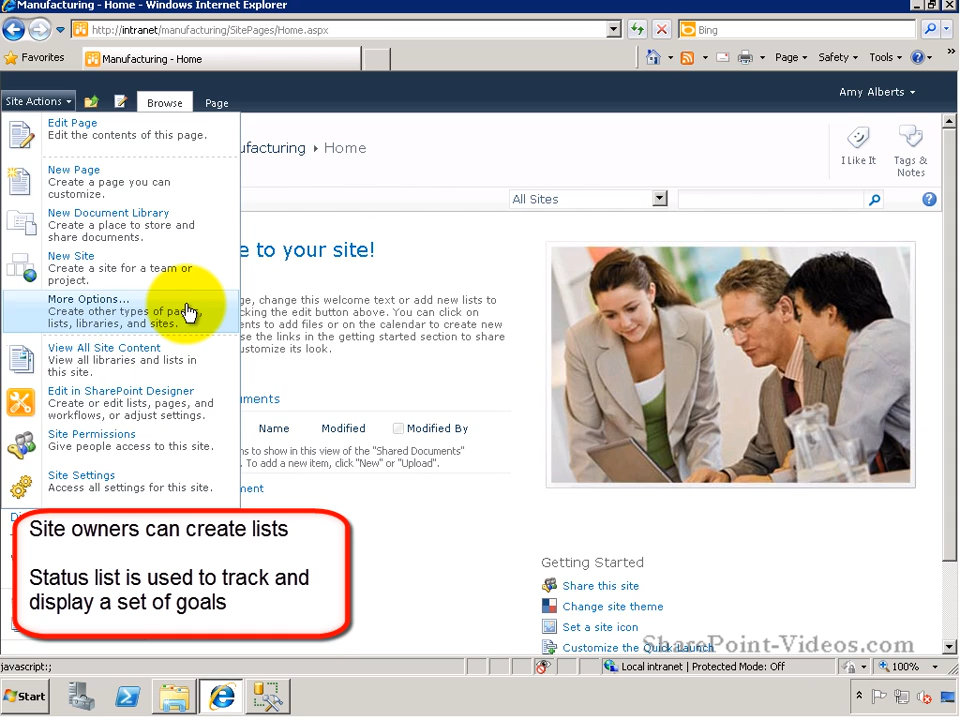 Manufacturing - Home - Windows Internet Explorer
http://intranet/manufacturing/SitePages/Home.aspx
Bing
Favorites
Manufacturing - Home
Page
Safety
Tools
»
Site Actions
Browse
Page
Amy Alberts
Edit Page
Edit the contents of this page.
New Page
Create a page you can
customize.
New Document Library
Create a place to store and
share documents.
New Site
Create a site for a team or
project.
More Options...
Create other types of
lists, libraries, and sites.
View All Site Content
View all libraries and lists in
this site.
Edit in SharePoint Designer
Create or edit lists, pages, and
workflows, or adjust settings.
Site Permissions
Give people access to this site.
Site Settings
Access all settings for this site.
ufacturing ▸ Home
I Like It
Tags &
Notes
All Sites
e to your site!
ge, change this welcome text or add new lists to
cking the edit button above. You can click on
ents to add files or on the calendar to create new
se the links in the getting started section to share
ustomize its look.
uments
Name
Modified
Modified By
ns to show in this view of the "Shared Documents"
. To add a new item, click "New" or "Upload".
ment
Site owners can create lists
Status list is used to track and
display a set of goals
Getting Started
Share this site
Change site theme
Set a site icon
Customize the Quick Launch
SharePoint-Videos.com
javascript:;
Local intranet | Protected Mode: Off
100%
Start